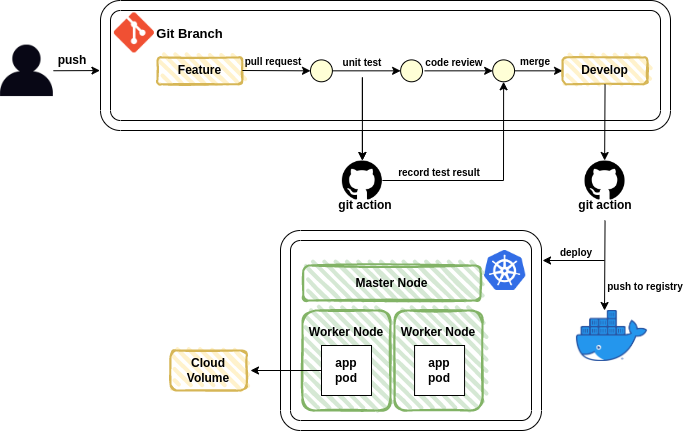 Git Branch
push
Feature
pull request
unit test
code review
merge
Develop
git action
record test result
git action
deploy
push to registry
Master Node
Worker Node
Worker Node
app
pod
app
pod
Cloud
Volume